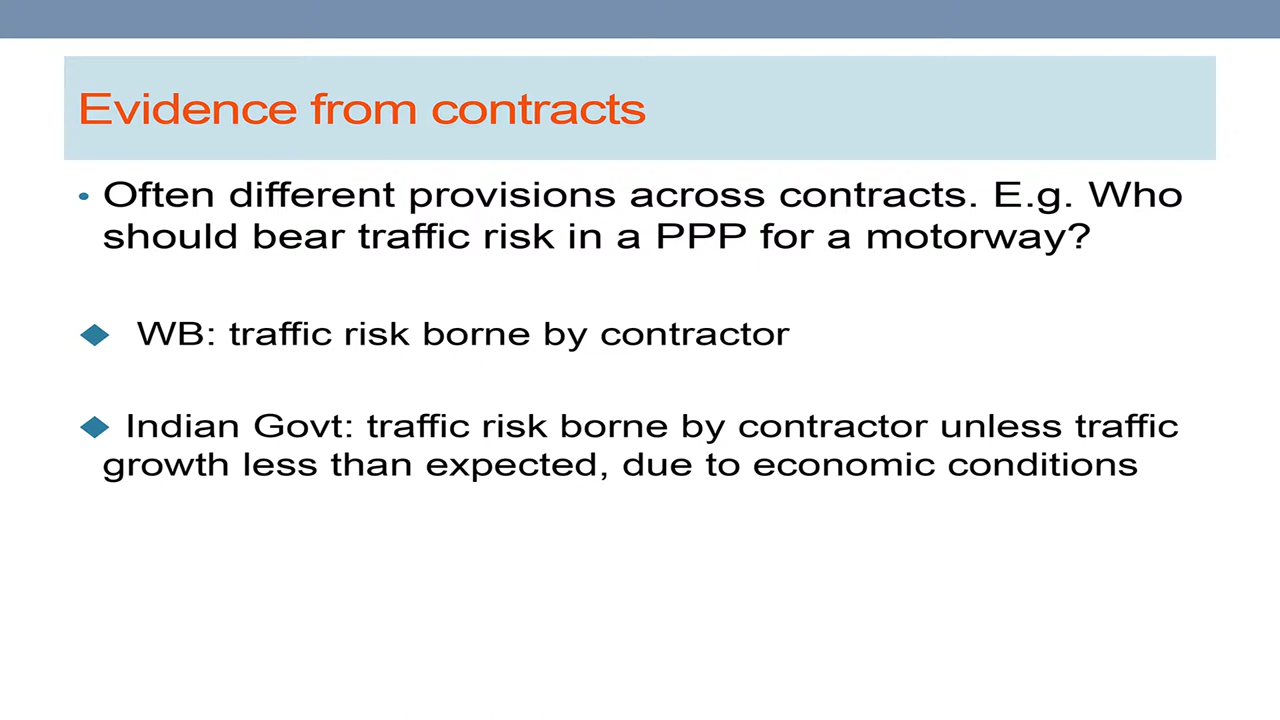 Evidence from contracts
• Often different provisions across contracts. E.g. Who
should bear traffic risk in a PPP for a motorway?
◆ WB: traffic risk borne by contractor
◆ Indian Govt: traffic risk borne by contractor unless traffic
growth less than expected, due to economic conditions